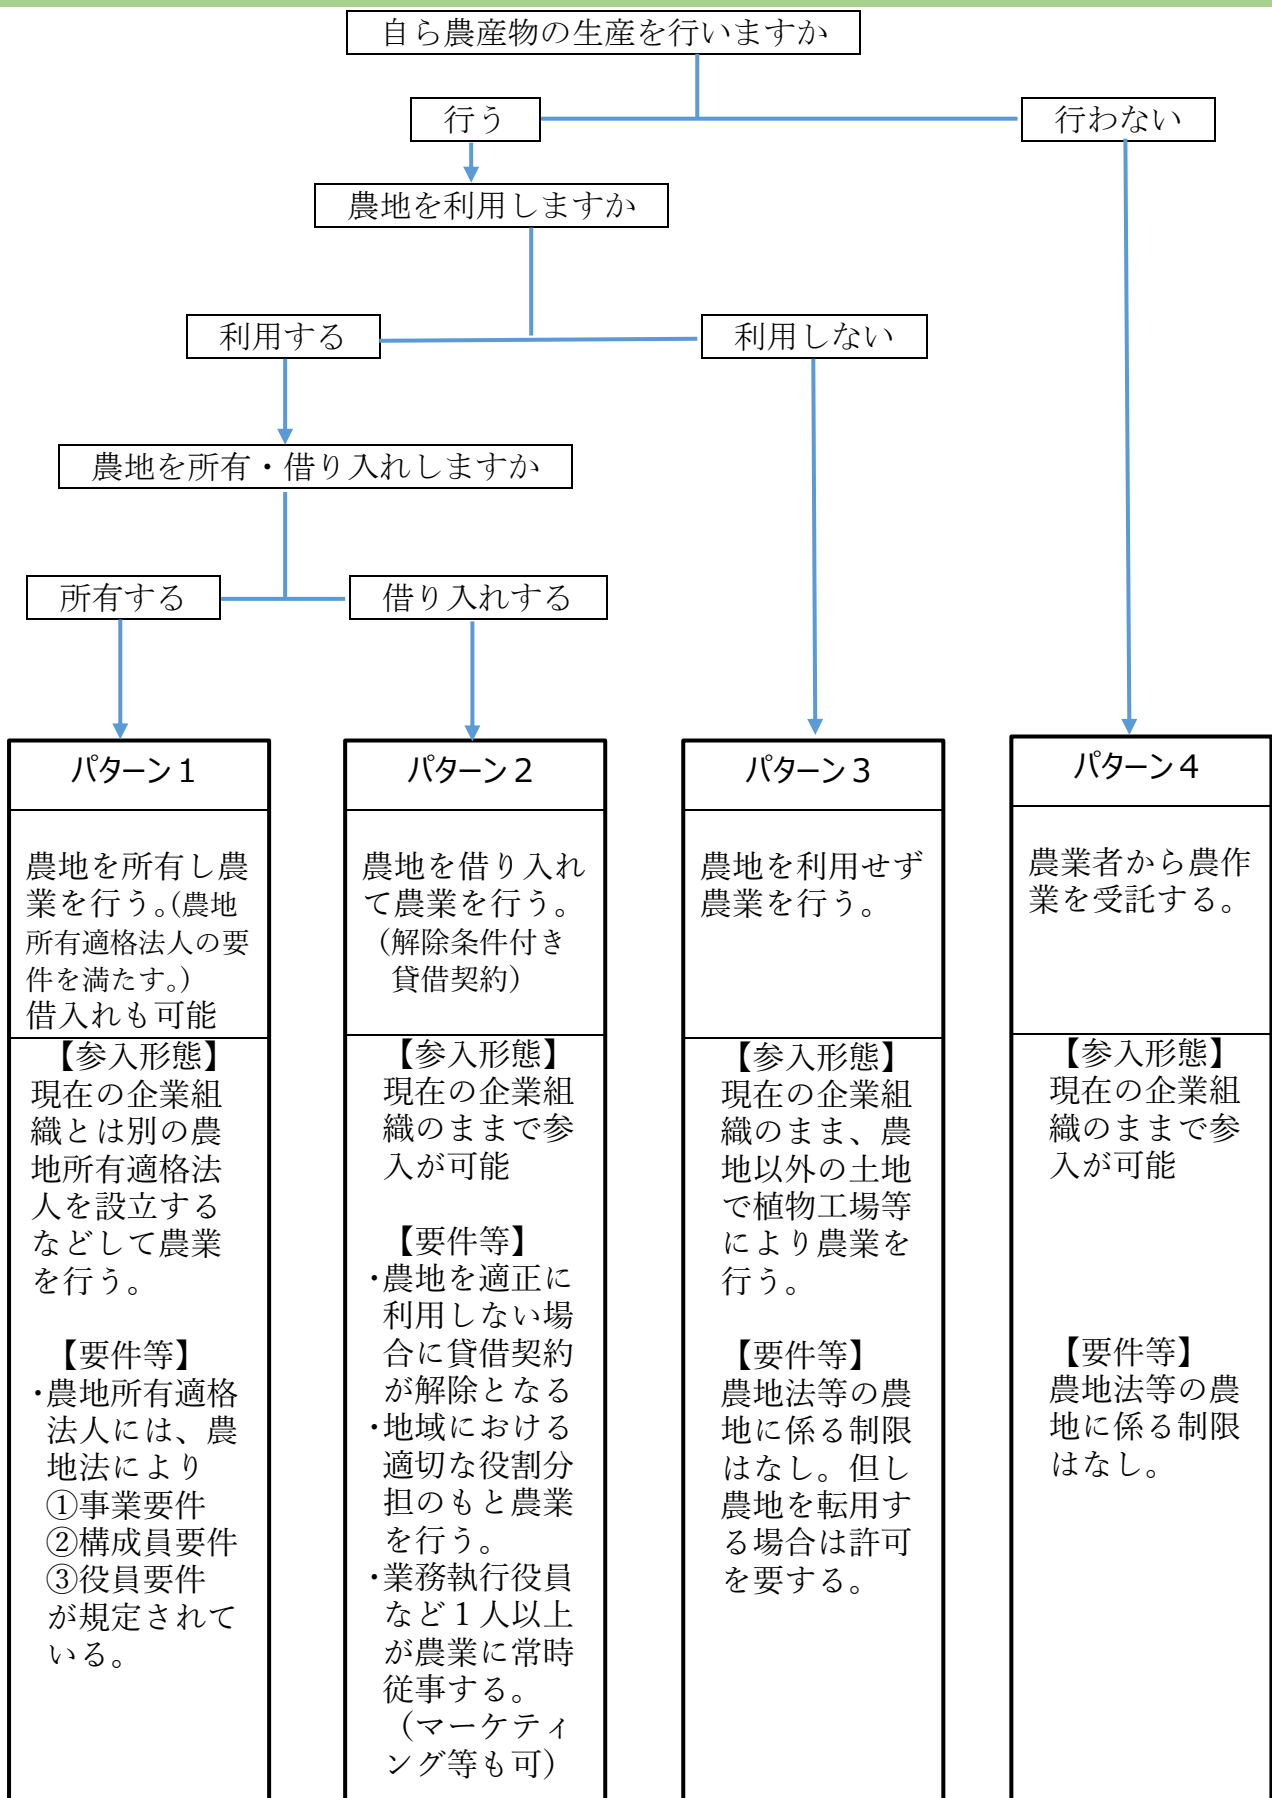 自ら農産物の生産を行いますか
行う
行わない
農地を利用しますか
利用する
利用しない
農地を所有・借り入れしますか
所有する
借り入れする
パターン１
農地を所有し農
業を行う。(農地
所有適格法人の要
件を満たす。)
借入れも可能
【参入形態】
現在の企業組
織とは別の農
地所有適格法
人を設立する
などして農業
を行う。
【要件等】
・農地所有適格
法人には、農
地法により
①事業要件
②構成員要件
③役員要件
が規定されて
いる。
パターン２
農地を借り入れ
て農業を行う。
（解除条件付き
貸借契約）
【参入形態】
現在の企業組
織のままで参
入が可能
【要件等】
・農地を適正に
利用しない場
合に貸借契約
が解除となる
・地域における
適切な役割分
担のもと農業
を行う。
・業務執行役員
など１人以上
が農業に常時
従事する。
（マーケティ
ング等も可）
パターン３
農地を利用せず
農業を行う。
【参入形態】
現在の企業組
織のまま、農
地以外の土地
で植物工場等
により農業を
行う。
【要件等】
農地法等の農
地に係る制限
はなし。但し
農地を転用す
る場合は許可
を要する。
パターン４
農業者から農作
業を受託する。
【参入形態】
現在の企業組
織のままで参
入が可能
【要件等】
農地法等の農
地に係る制限
はなし。